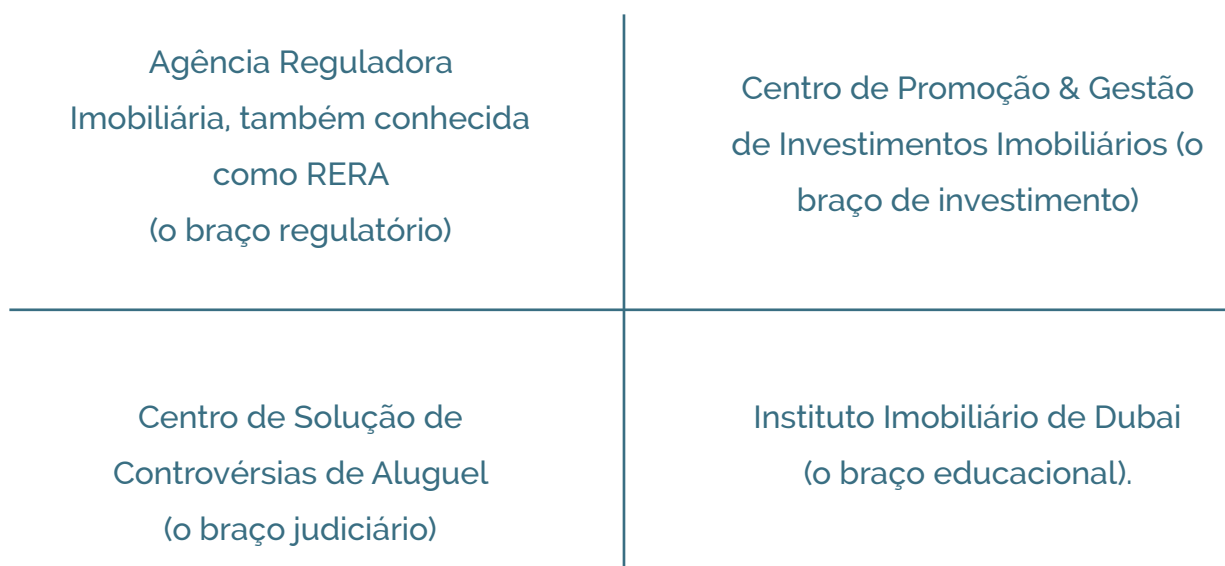 Agência Reguladora
Imobiliária, também conhecida
como RERA
(o braço regulatório)
Centro de Promoção & Gestão
de Investimentos Imobiliários (o
braço de investimento)
Centro de Solução de
Controvérsias de Aluguel
(o braço judiciário)
Instituto Imobiliário de Dubai
(o braço educacional).